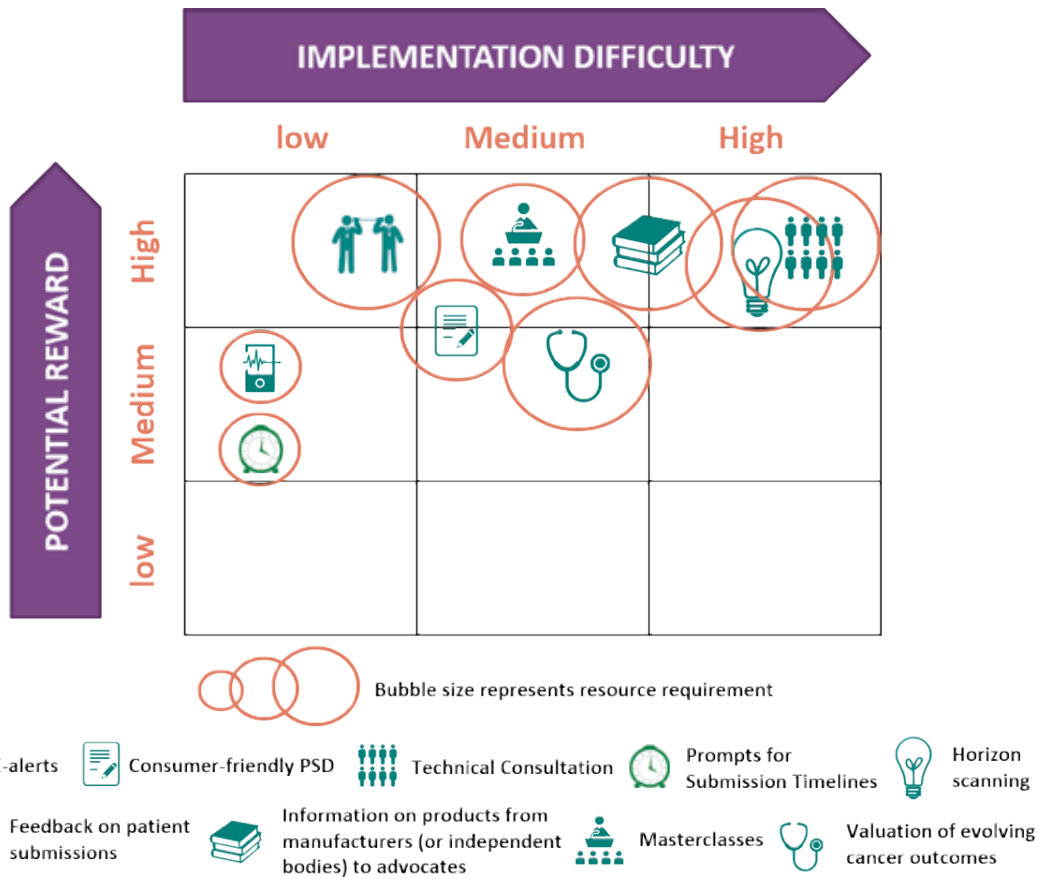 IMPLEMENTATION DIFFICULTY
low Medium High
POTENTIAL REWARD
High
Medium
low
Bubble size represents resource requirement
-alerts
Consumer-friendly PSD
Technical Consultation
Prompts for
Submission Timelines
Horizon
scanning
Feedback on patient
submissions
Information on products from
manufacturers (or independent
bodies) to advocates
Masterclasses
Valuation of evolving
cancer outcomes